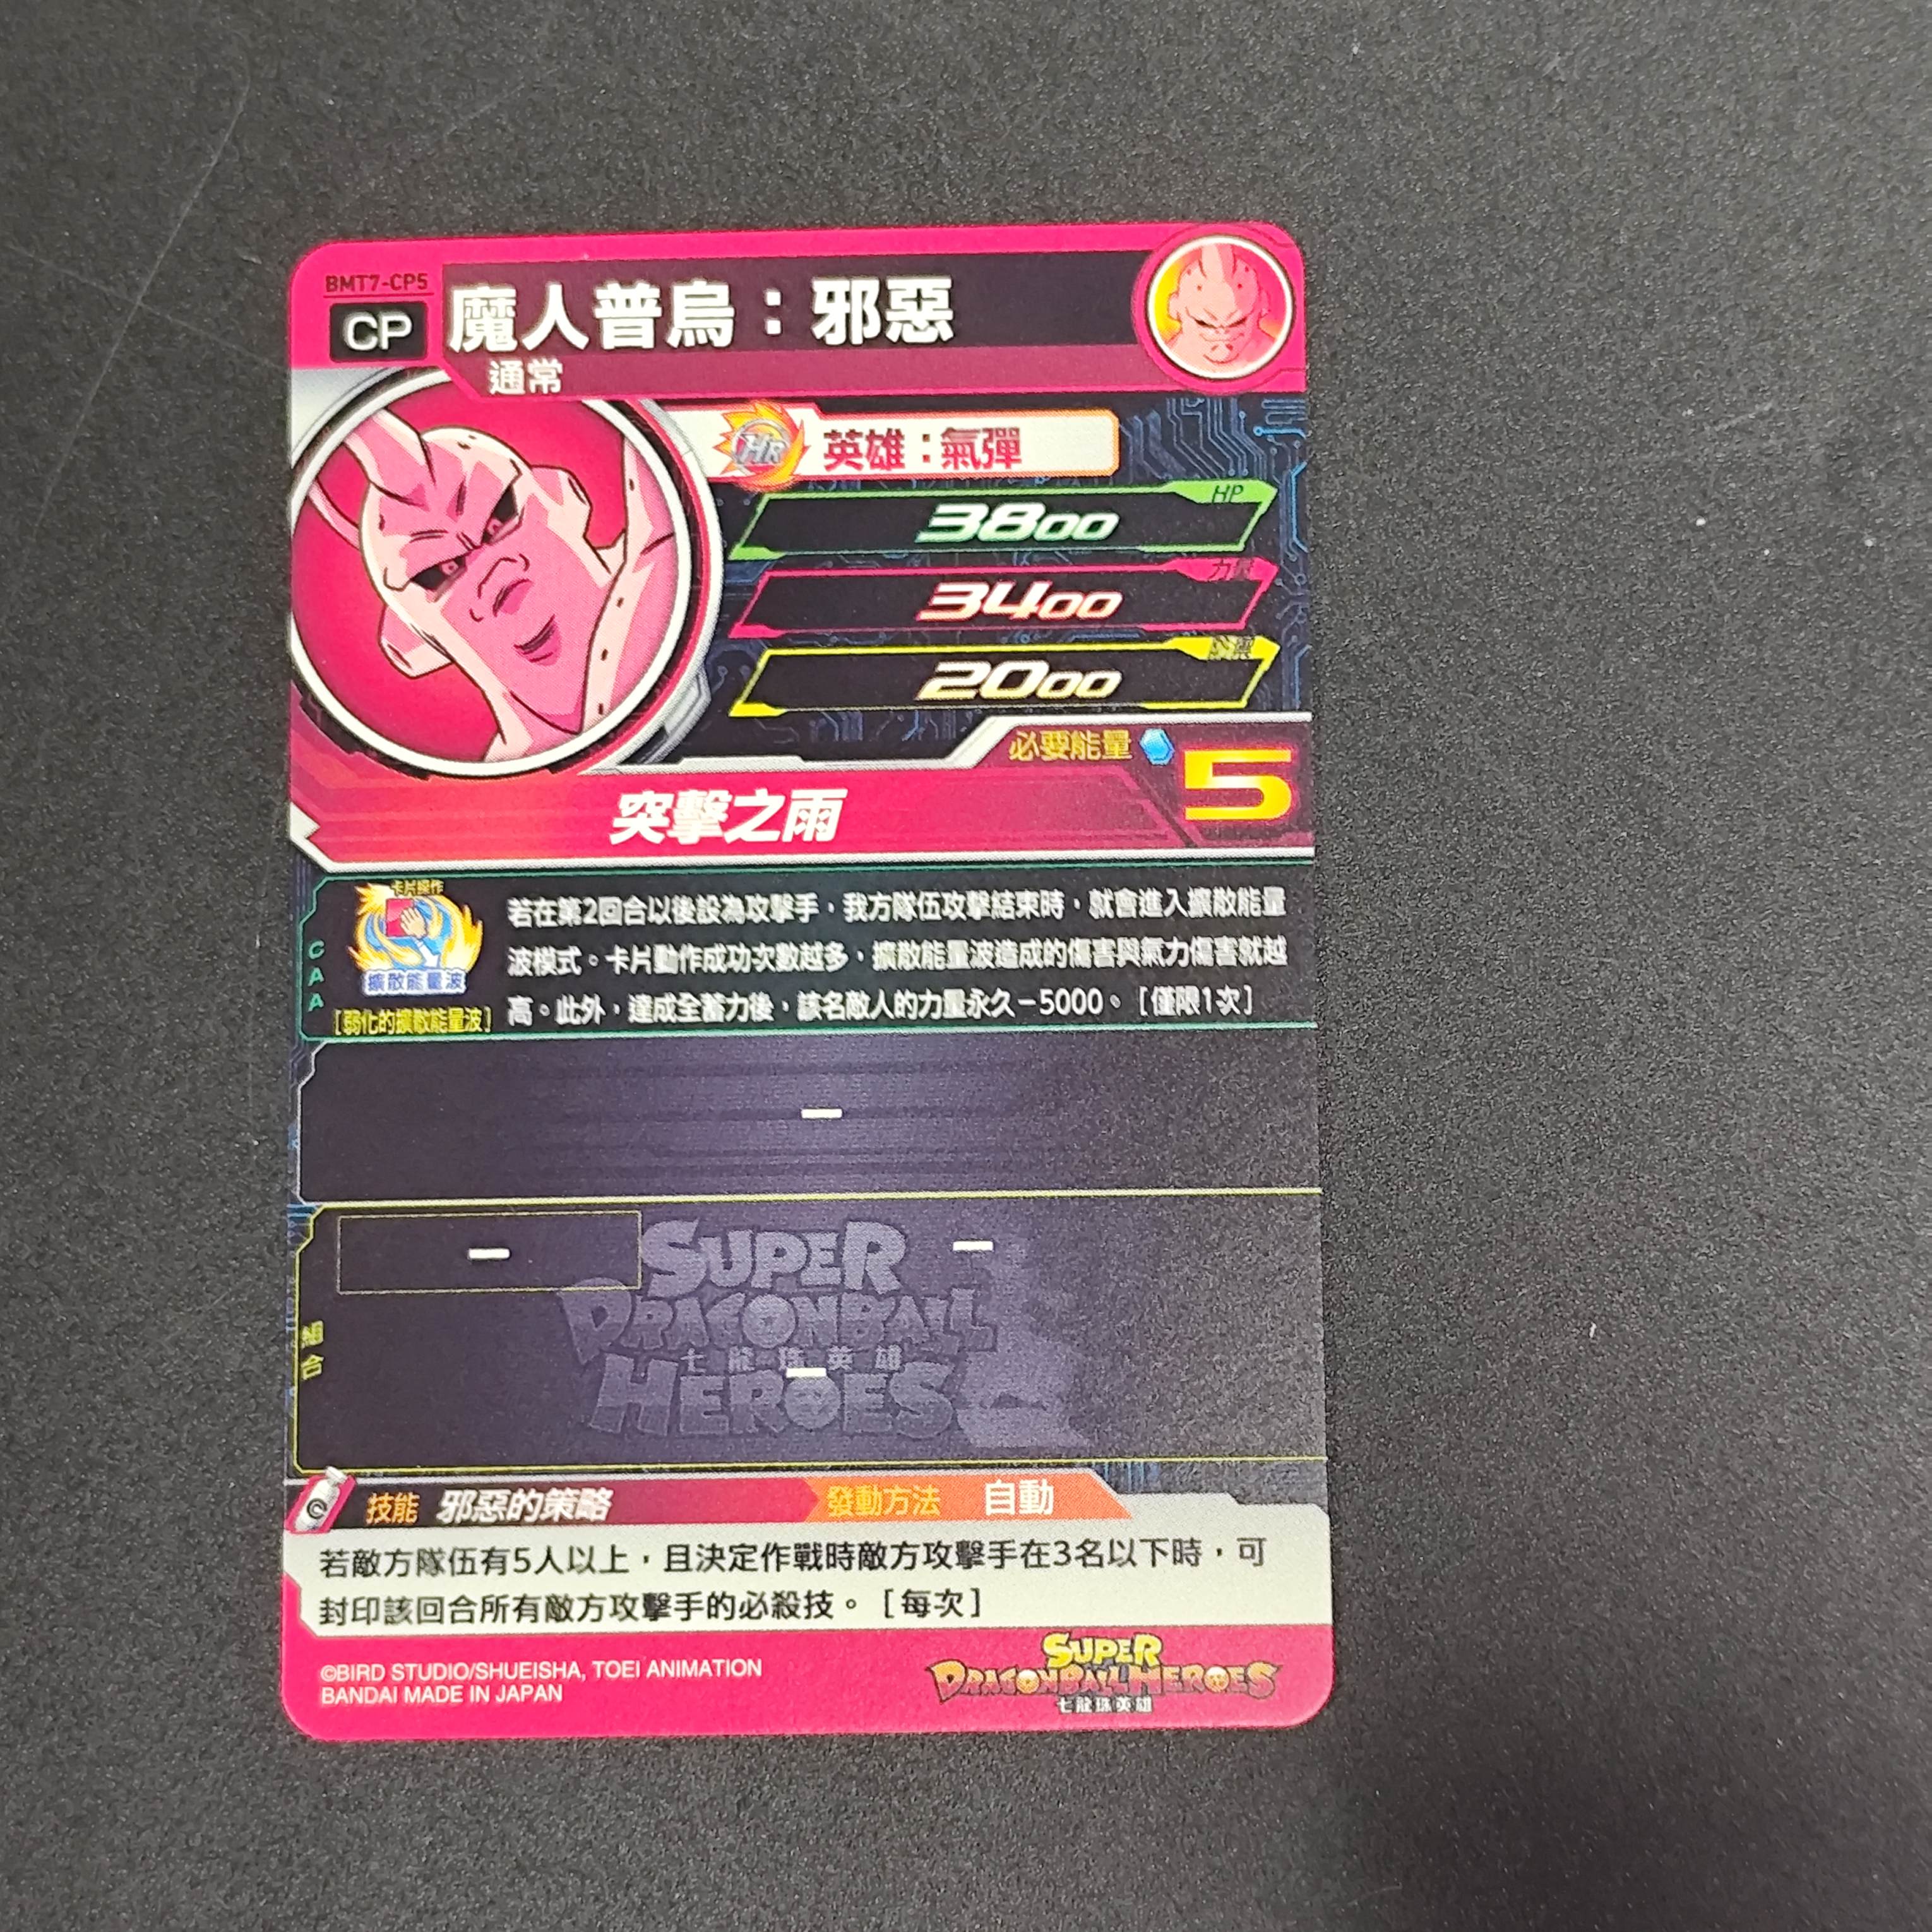 BMT7-CP5
CP
魔人普烏：邪惡
通常
HR
英雄：氣彈
HP
3800
力量
3400
2000
必要能量
5
突擊之雨
CAA
卡片操作
擴散能量波
[弱化的擴散能量波]
若在第2回合以後設為攻擊手，我方隊伍攻擊結束時，就會進入擴散能量
波模式。卡片動作成功次數越多，擴散能量波造成的傷害與氣力傷害就越
高。此外，達成全蓄力後，該名敵人的力量永久－5000。［僅限1次］
－
－
－
SUPER
DRAGONBALL
七龍珠英雄
HEROES
－
組合
技能 邪惡的策略 發動方法 自動
若敵方隊伍有5人以上，且決定作戰時敵方攻擊手在3名以下時，可
封印該回合所有敵方攻擊手的必殺技。［每次］
©BIRD STUDIO/SHUEISHA, TOEI ANIMATION
BANDAI MADE IN JAPAN
SUPER
DRAGONBALL HEROES
七龍珠英雄